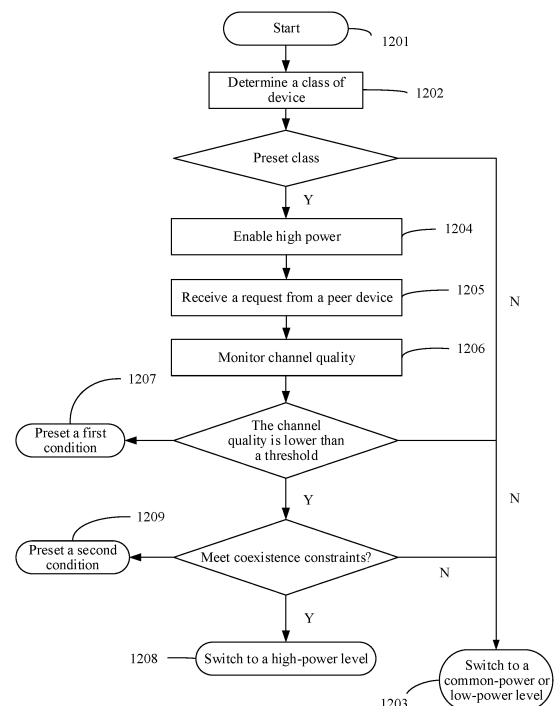 Start
1201
Determine a class of
device
1202
Preset class
Y
Enable high power
1204
Receive a request from a peer device
1205
N
Monitor channel quality
1206
1207
Preset a first
condition
The channel
quality is lower than
a threshold
Y
N
1209
Preset a second
condition
Meet coexistence constraints?
N
Y
1208
Switch to a high-power level
Switch to a
common-power or
low-power level
1203